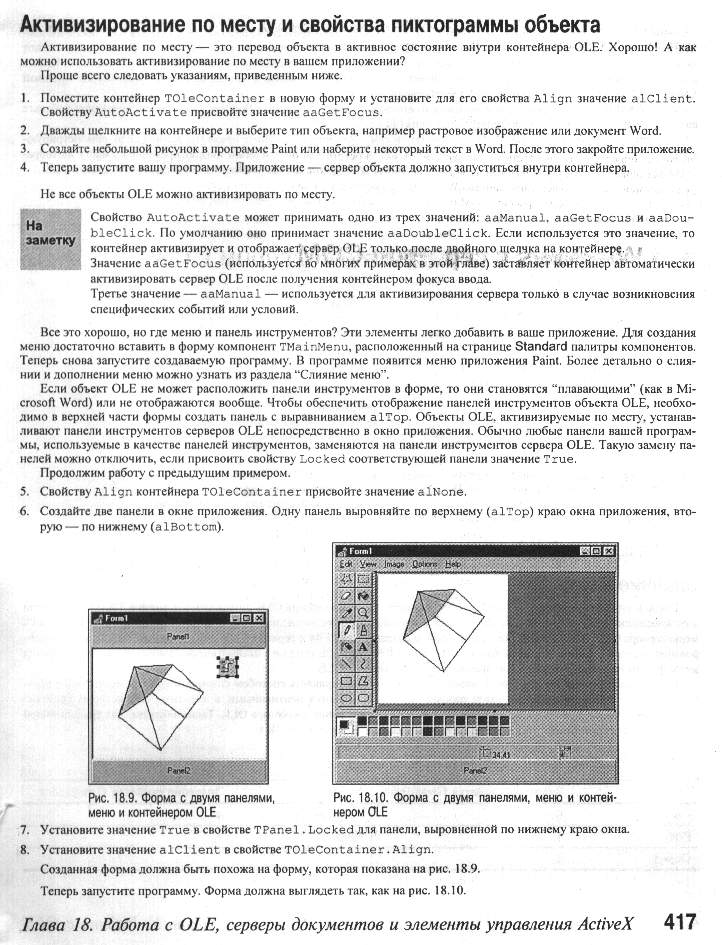 Активизирование по месту и свойства пиктограммы объекта
Активизирование по месту — это перевод объекта в активное состояние внутри контейнера OLE. Хорошо! А как
можно использовать активизирование по месту в вашем приложении?
Проще всего следовать указаниям, приведенным ниже.
1. Поместите контейнер TOleContainer в новую форму и установите для его свойства Align значение alClient.
Свойству AutoActivate присвойте значение aaGetFocus.
2. Дважды щелкните на контейнере и выберите тип объекта, например растровое изображение или документ Word.
3. Создайте небольшой рисунок в программе Paint или наберите некоторый текст в Word. После этого закройте приложение.
4. Теперь запустите вашу программу. Приложение — сервер объекта должно запуститься внутри контейнера.
Не все объекты OLE можно активизировать по месту.
На
заметку
Свойство AutoActivate может принимать одно из трех значений: aaManual, aaGetFocus и aaDou-
bleClick. По умолчанию оно принимает значение aaDoubleClick. Если используется это значение, то
контейнер активизирует и отображает сервер OLE только после двойного щелчка на контейнере.
Значение aaGetFocus (используется во многих примерах в этой главе) заставляет контейнер автоматически
активизировать сервер OLE после получения контейнером фокуса ввода.
Третье значение — aaManual — используется для активизирования сервера только в случае возникновения
специфических событий или условий.
Все это хорошо, но где меню и панель инструментов? Эти элементы легко добавить в ваше приложение. Для создания
меню достаточно вставить в форму компонент TMainMenu, расположенный на странице Standard палитры компонентов.
Теперь снова запустите создаваемую программу. В программе появится меню приложения Paint. Более детально о слия-
нии и дополнении меню можно узнать из раздела “Слияние меню”.
Если объект OLE не может расположить панели инструментов в форме, то они становятся “плавающими” (как в Mi-
crosoft Word) или не отображаются вообще. Чтобы обеспечить отображение панелей инструментов объекта OLE, необхо-
димо в верхней части формы создать панель с выравниванием alTop. Объекты OLE, активизируемые по месту, устанав-
ливают панели инструментов серверов OLE непосредственно в окно приложения. Обычно любые панели вашей програм-
мы, используемые в качестве панелей инструментов, заменяются на панели инструментов сервера OLE. Такую замену па-
нелей можно отключить, если присвоить свойству Locked соответствующей панели значение True.
Продолжим работу с предыдущим примером.
5. Свойству Align контейнера TOleContainer присвойте значение alNone.
6. Создайте две панели в окне приложения. Одну панель выровняйте по верхнему (alTop) краю окна приложения, вто-
рую — по нижнему (alBottom).
Form1
Panel1
Panel2
Form1
Edit View Image Options Help
A
34,41
Panel2
Рис. 18.9. Форма с двумя панелями,
меню и контейнером OLE
Рис. 18.10. Форма с двумя панелями, меню и контей-
нером OLE
7. Установите значение True в свойстве TPanel.Locked для панели, выровненной по нижнему краю окна.
8. Установите значение alClient в свойстве TOleContainer.Align.
Созданная форма должна быть похожа на форму, которая показана на рис. 18.9.
Теперь запустите программу. Форма должна выглядеть так, как на рис. 18.10.
Глава 18. Работа с OLE, серверы документов и элементы управления ActiveX 417